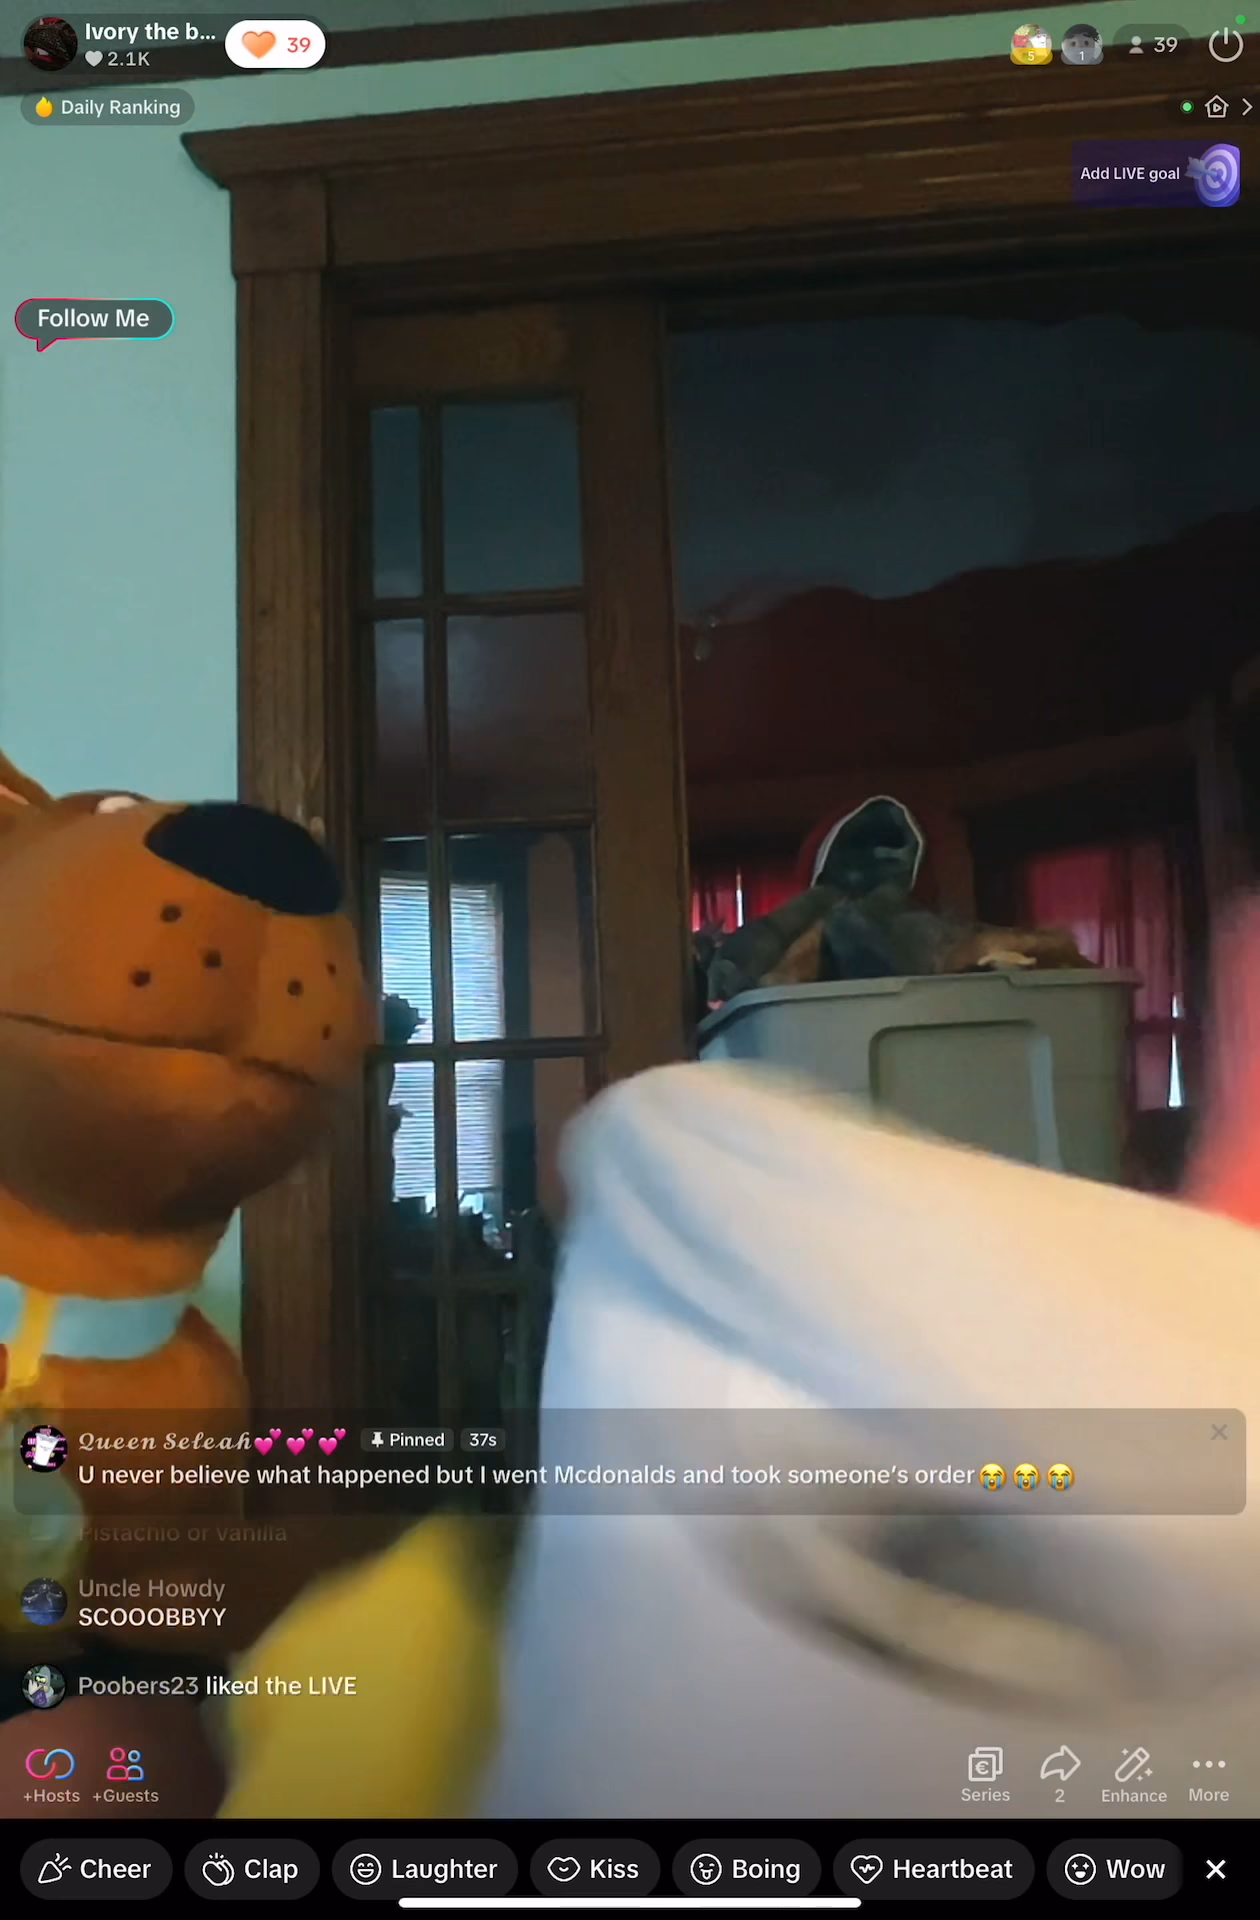 Ivory the b...
2.1K
39
5
1
39
Daily Ranking
Add LIVE goal
Follow Me
Queen Seleah💕💕💕 Pinned 37s
U never believe what happened but I went Mcdonalds and took someone's order😭😭😭
Pistachio or vanilla
Uncle Howdy
SCOOOBBYY
Poobers23 liked the LIVE
+Hosts +Guests
Series 2 Enhance More
Cheer Clap Laughter Kiss Boing Heartbeat Wow